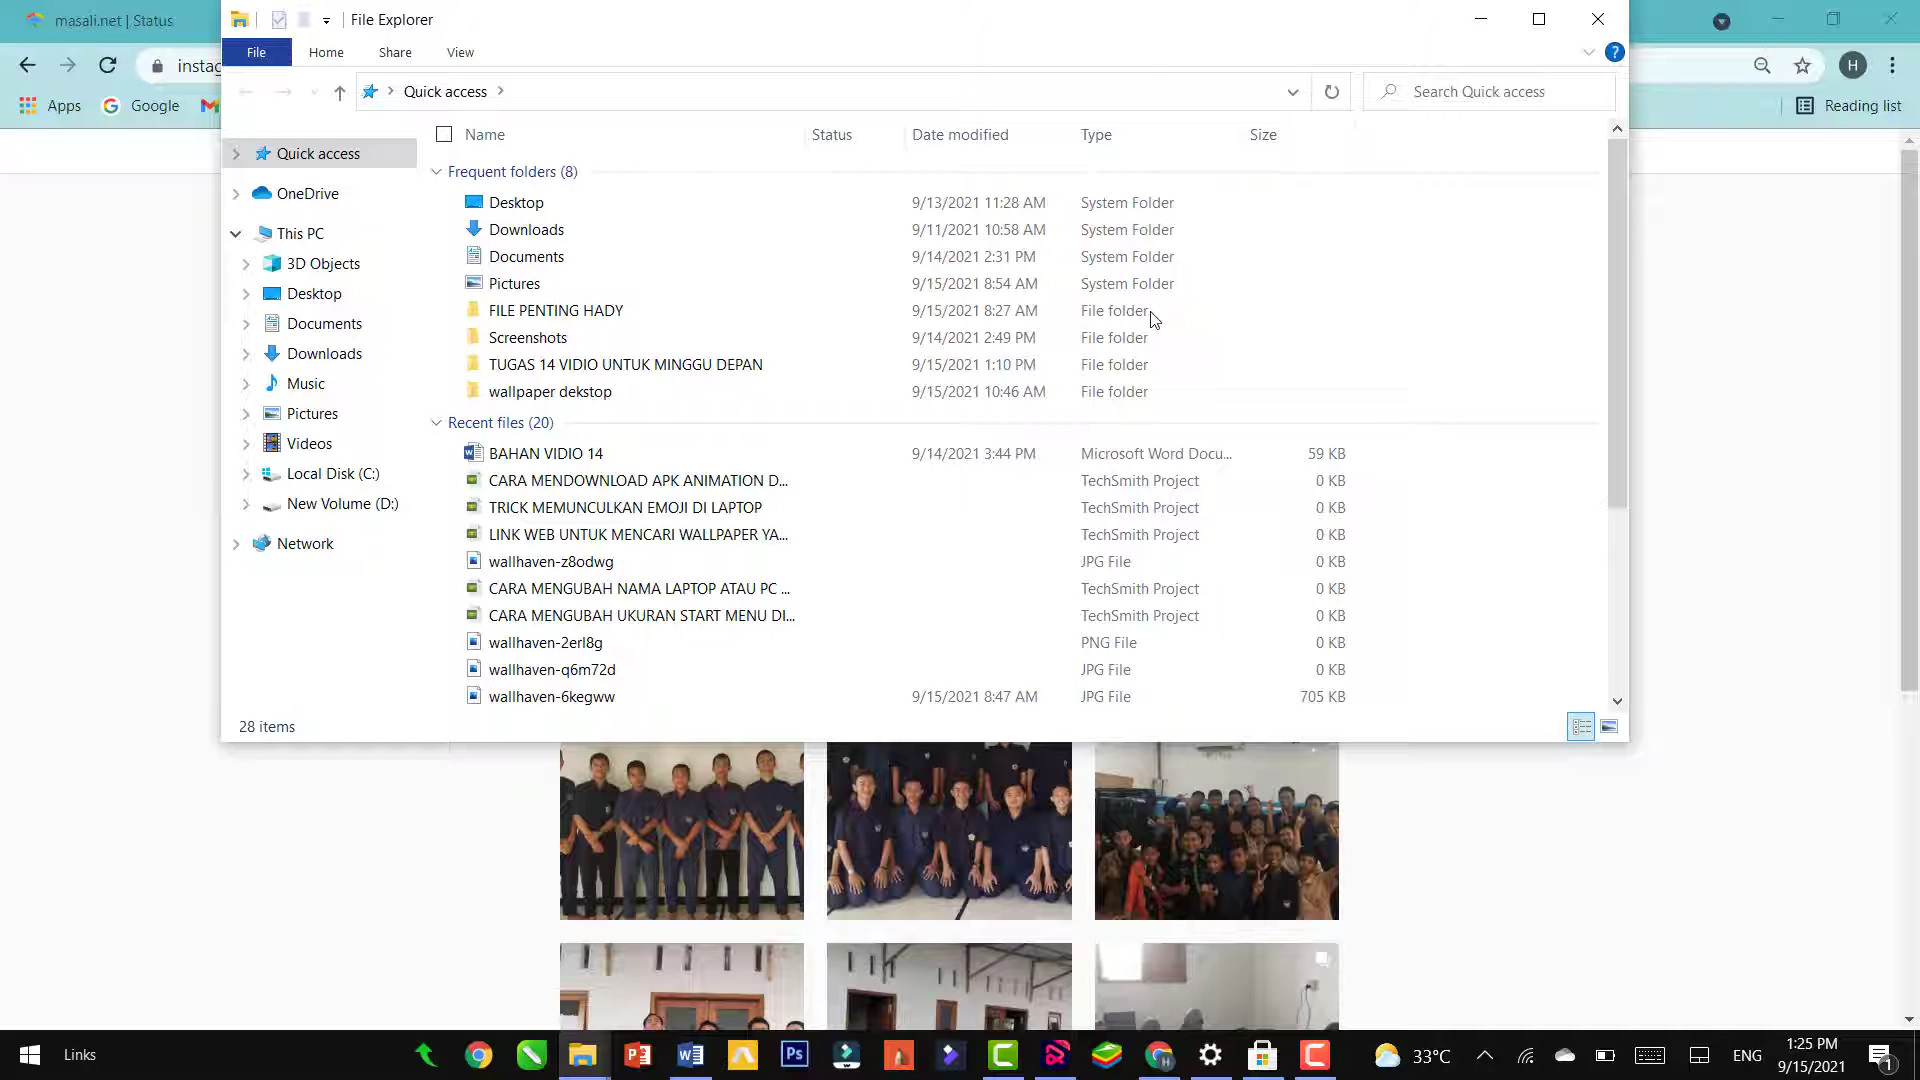 masali.net | Status
File Explorer
File Home Share View
instag
Quick access
Search Quick access
Apps Google
Reading list
Name Status Date modified Type Size
Quick access
OneDrive
This PC
3D Objects
Desktop
Documents
Downloads
Music
Pictures
Videos
Local Disk (C:)
New Volume (D:)
Network
Frequent folders (8)
Desktop 9/13/2021 11:28 AM System Folder
Downloads 9/11/2021 10:58 AM System Folder
Documents 9/14/2021 2:31 PM System Folder
Pictures 9/15/2021 8:54 AM System Folder
FILE PENTING HADY 9/15/2021 8:27 AM File folder
Screenshots 9/14/2021 2:49 PM File folder
TUGAS 14 VIDIO UNTUK MINGGU DEPAN 9/15/2021 1:10 PM File folder
wallpaper dekstop 9/15/2021 10:46 AM File folder
Recent files (20)
BAHAN VIDIO 14 9/14/2021 3:44 PM Microsoft Word Docu... 59 KB
CARA MENDOWNLOAD APK ANIMATION D... TechSmith Project 0 KB
TRICK MEMUNCULKAN EMOJI DI LAPTOP TechSmith Project 0 KB
LINK WEB UNTUK MENCARI WALLPAPER YA... TechSmith Project 0 KB
wallhaven-z8odwg JPG File 0 KB
CARA MENGUBAH NAMA LAPTOP ATAU PC ... TechSmith Project 0 KB
CARA MENGUBAH UKURAN START MENU DI... TechSmith Project 0 KB
wallhaven-2erl8g PNG File 0 KB
wallhaven-q6m72d JPG File 0 KB
wallhaven-6kegww 9/15/2021 8:47 AM JPG File 705 KB
28 items
Links
33°C
ENG
1:25 PM
9/15/2021
1